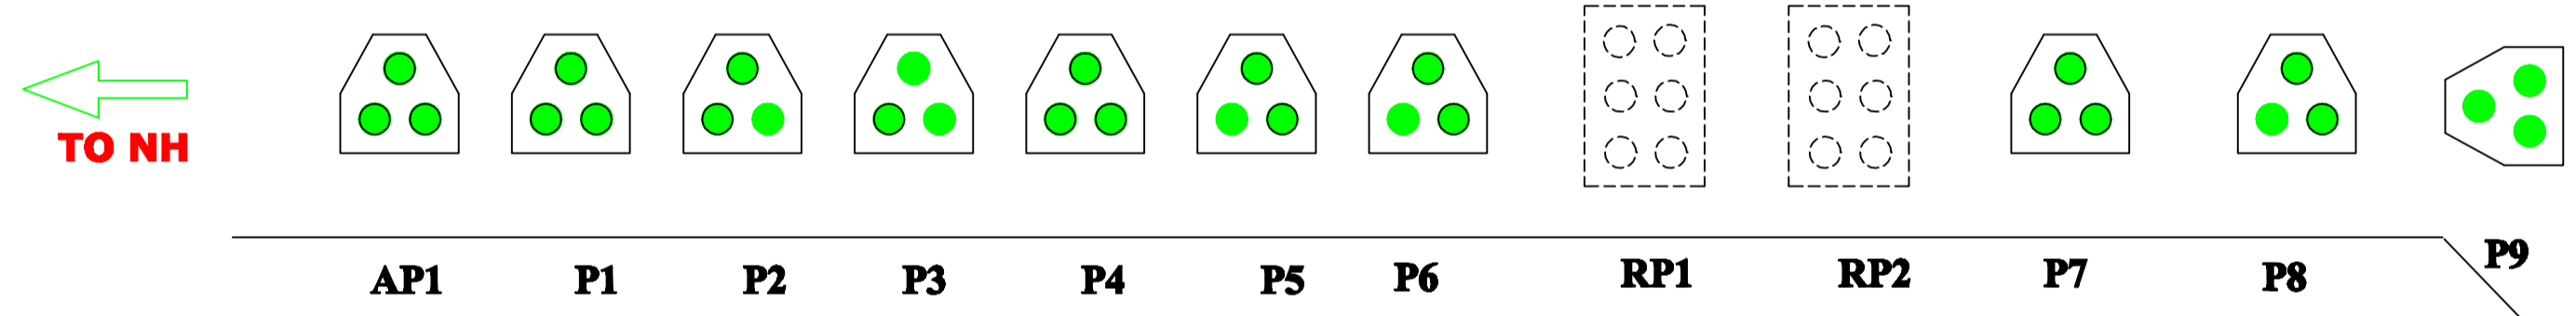 TO NH
AP1 P1 P2 P3 P4 P5 P6 RP1 RP2 P7 P8 P9